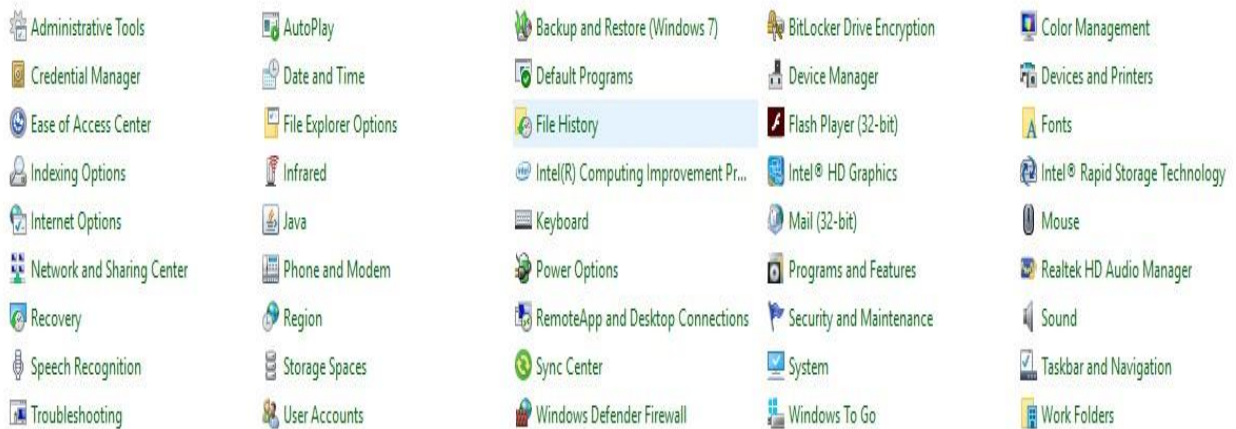 Administrative Tools
AutoPlay
Backup and Restore (Windows 7)
BitLocker Drive Encryption
Color Management
Credential Manager
Date and Time
Default Programs
Device Manager
Devices and Printers
Ease of Access Center
File Explorer Options
File History
Flash Player (32-bit)
Fonts
Indexing Options
Infrared
Intel(R) Computing Improvement Pr...
Intel® HD Graphics
Intel® Rapid Storage Technology
Internet Options
Java
Keyboard
Mail (32-bit)
Mouse
Network and Sharing Center
Phone and Modem
Power Options
Programs and Features
Realtek HD Audio Manager
Recovery
Region
RemoteApp and Desktop Connections
Security and Maintenance
Sound
Speech Recognition
Storage Spaces
Sync Center
System
Taskbar and Navigation
Troubleshooting
User Accounts
Windows Defender Firewall
Windows To Go
Work Folders